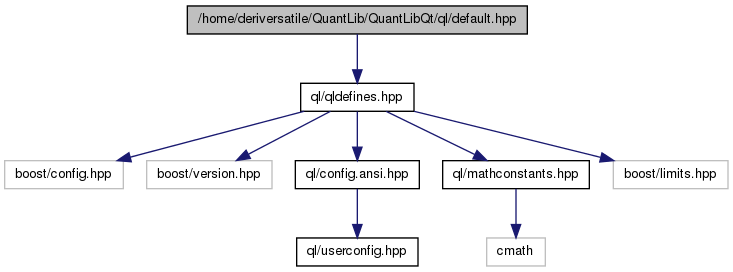 /home/deriversatile/QuantLib/QuantLibQt/ql/default.hpp
ql/qldefines.hpp
boost/config.hpp
boost/version.hpp
ql/config.ansi.hpp
ql/mathconstants.hpp
boost/limits.hpp
ql/userconfig.hpp
cmath